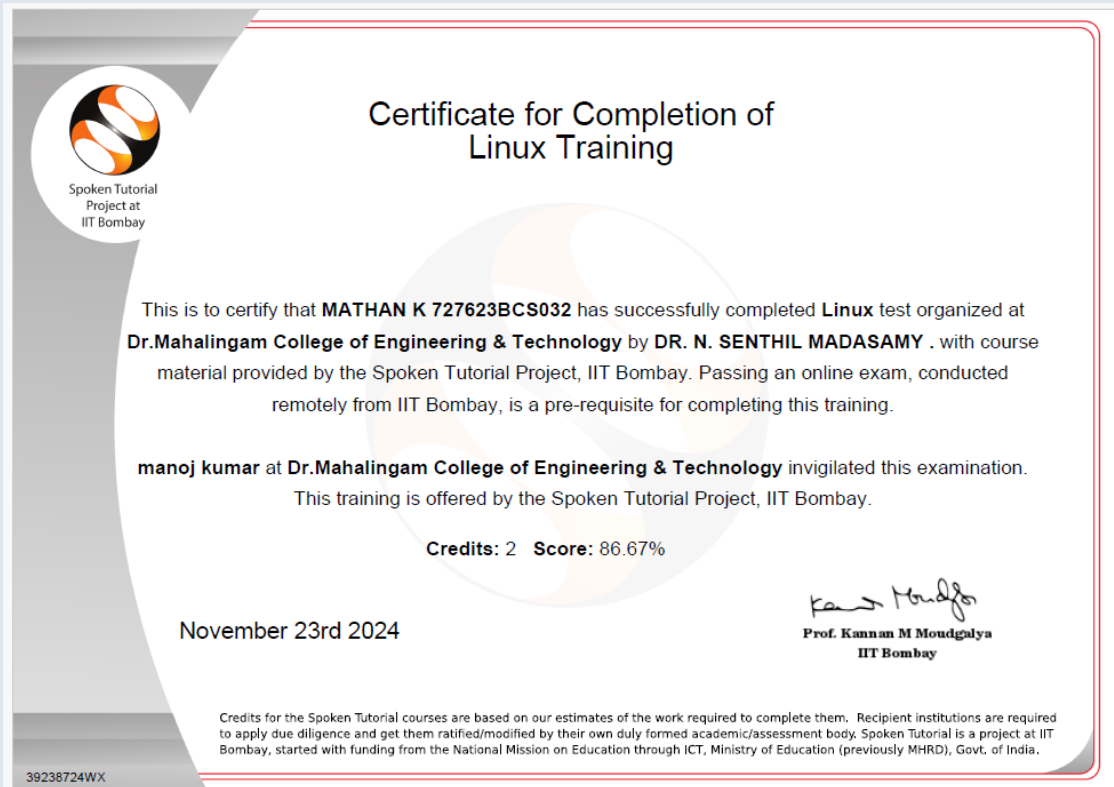 Certificate for Completion of
Linux Training
Spoken Tutorial
Project at
IIT Bombay
This is to certify that MATHAN K 727623BCS032 has successfully completed Linux test organized at
Dr.Mahalingam College of Engineering & Technology by DR. N. SENTHIL MADASAMY . with course
material provided by the Spoken Tutorial Project, IIT Bombay. Passing an online exam, conducted
remotely from IIT Bombay, is a pre-requisite for completing this training.
manoj kumar at Dr.Mahalingam College of Engineering & Technology invigilated this examination.
This training is offered by the Spoken Tutorial Project, IIT Bombay.
Credits: 2 Score: 86.67%
November 23rd 2024
Prof. Kannan M Moudgalya
IIT Bombay
Credits for the Spoken Tutorial courses are based on our estimates of the work required to complete them. Recipient institutions are required
to apply due diligence and get them ratified/modified by their own duly formed academic/assessment body. Spoken Tutorial is a project at IIT
Bombay, started with funding from the National Mission on Education through ICT, Ministry of Education (previously MHRD), Govt. of India.
39238724WX